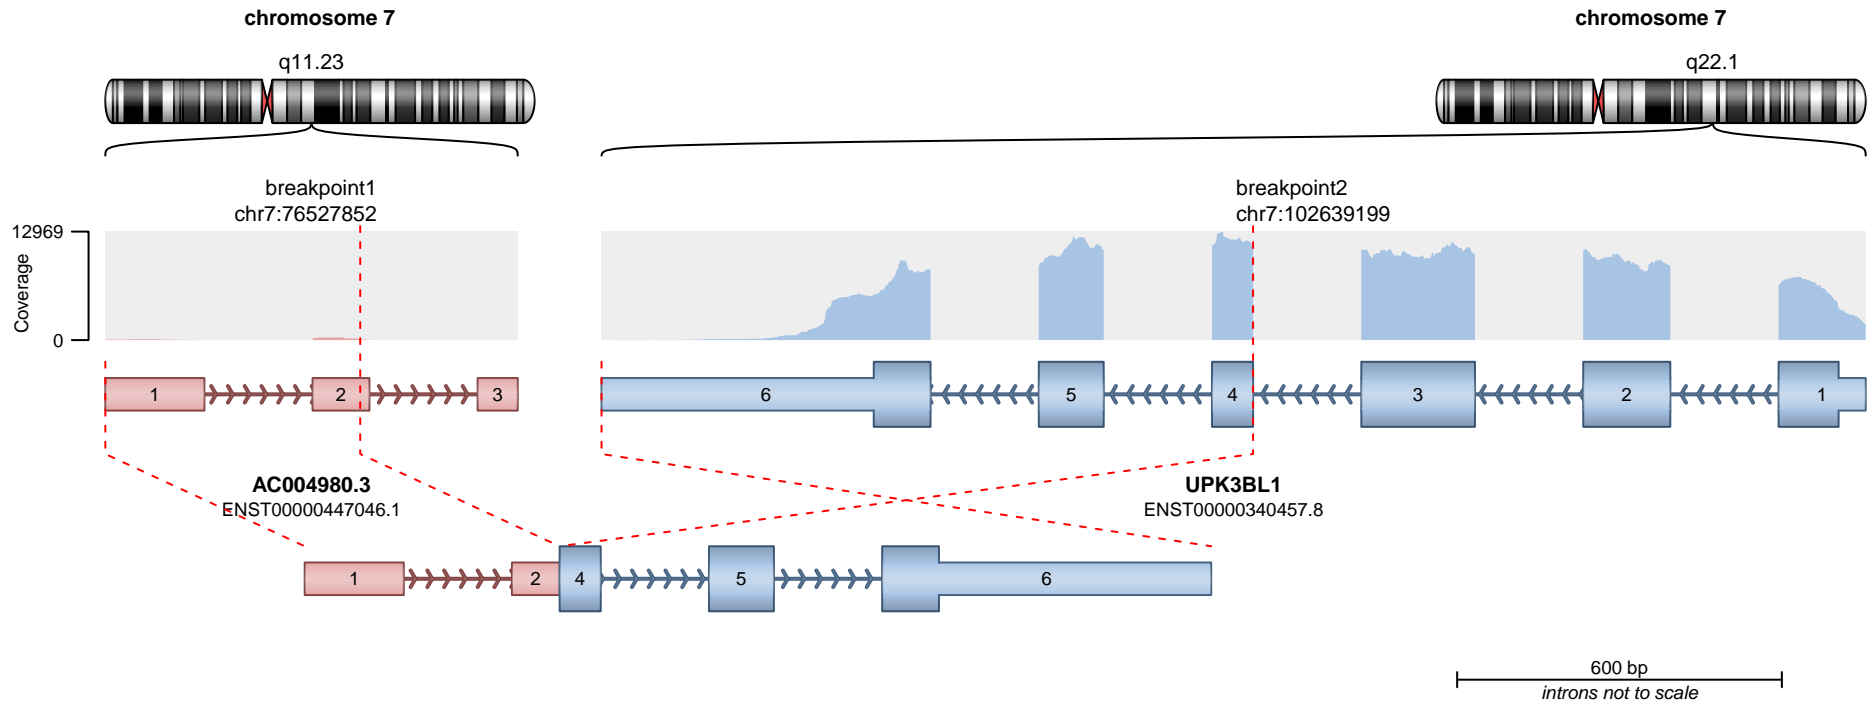 chromosome 7
chromosome 7
q11.23
q22.1
breakpoint1
chr7:76527852
breakpoint2
chr7:102639199
12969
Coverage
0
1
2
3
6
5
4
3
2
1
AC004980.3
ENST00000447046.1
UPK3BL1
ENST00000340457.8
1
2
4
5
6
600 bp
introns not to scale